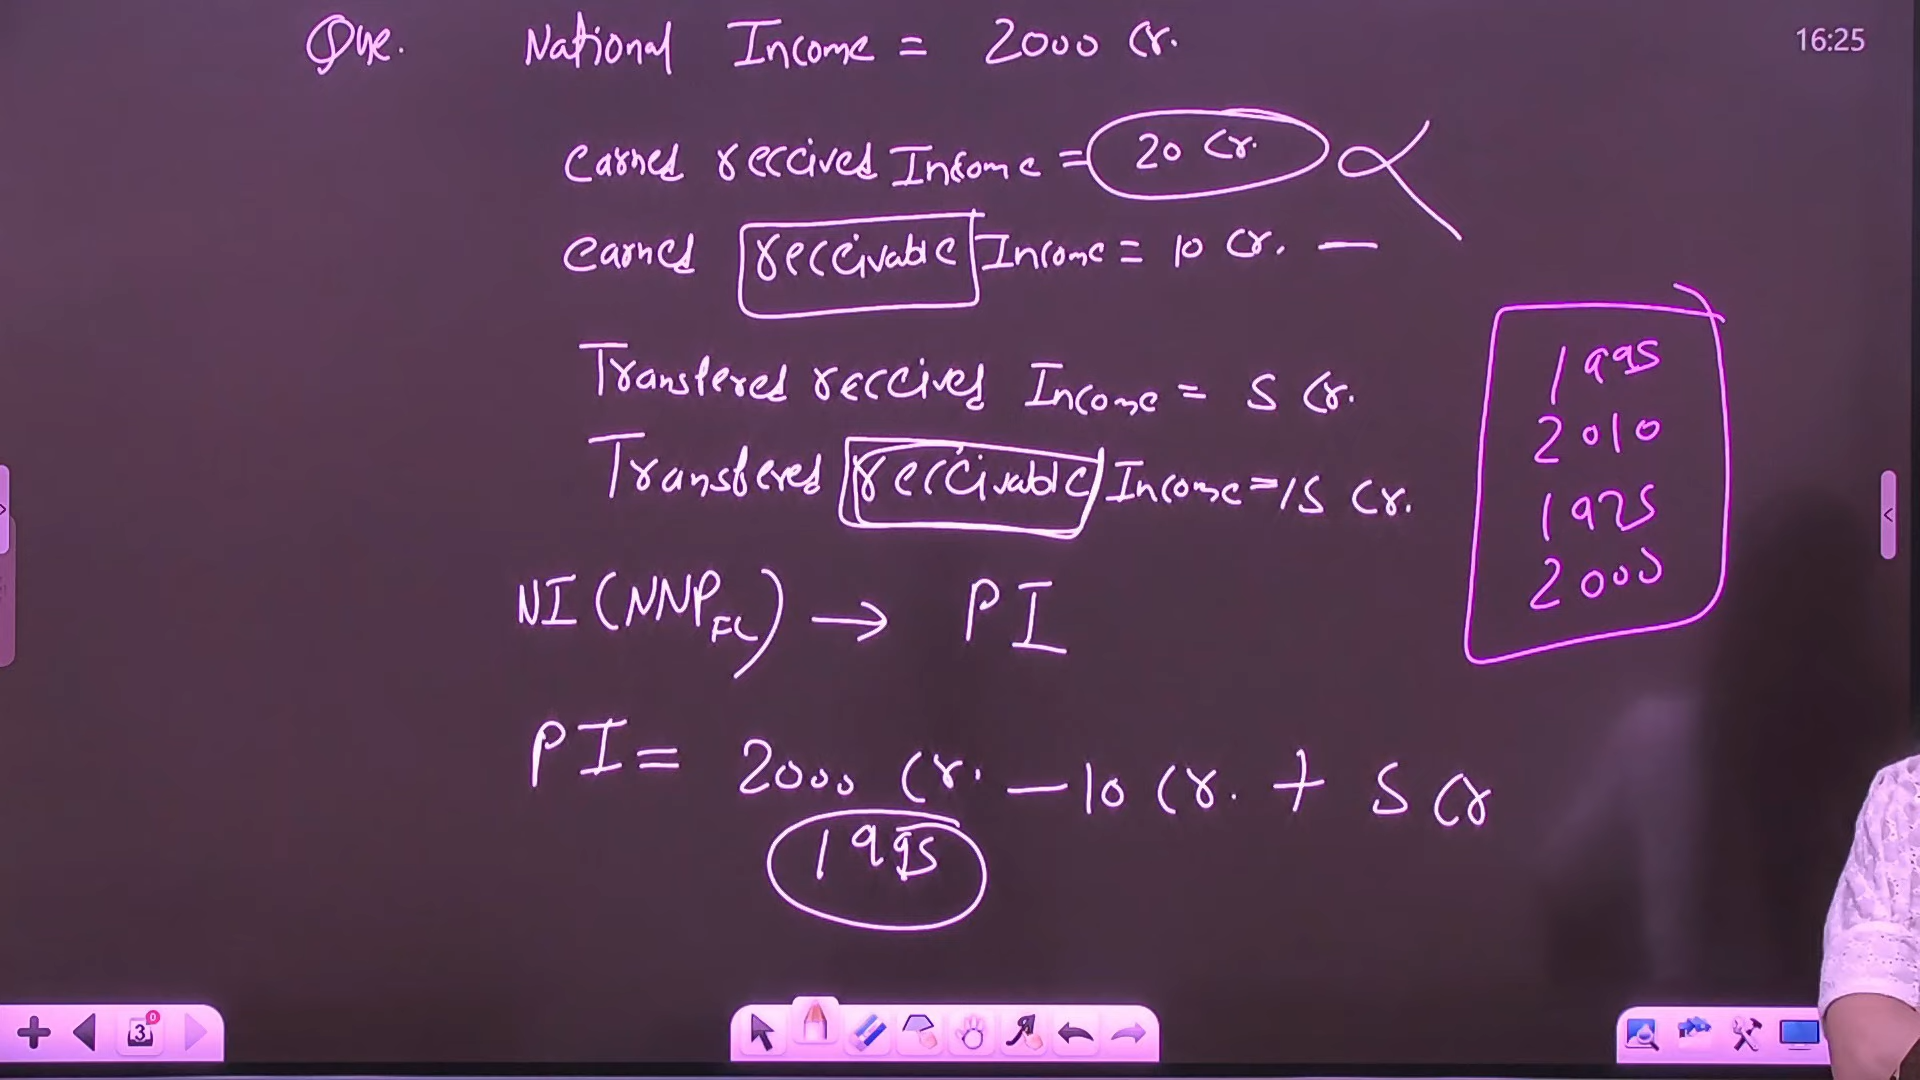 Que. National Income = 2000 Cr.
16:25
earned received Income = 20 Cr.
earned receivable Income = 10 Cr. —
Transfered received Income = 5 Cr.
Transfered receivable Income = 15 Cr.
1995
2010
1925
2000
NI (NNPFC) → PI
PI = 2000 Cr. — 10 Cr. + 5 Cr
1995
3
0